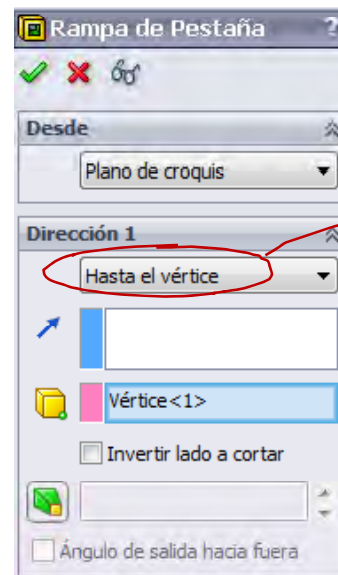 Rampa de Pestaña ?
Desde
Plano de croquis
Dirección 1
Hasta el vértice
Vértice<1>
Invertir lado a cortar
Ángulo de salida hacia fuera